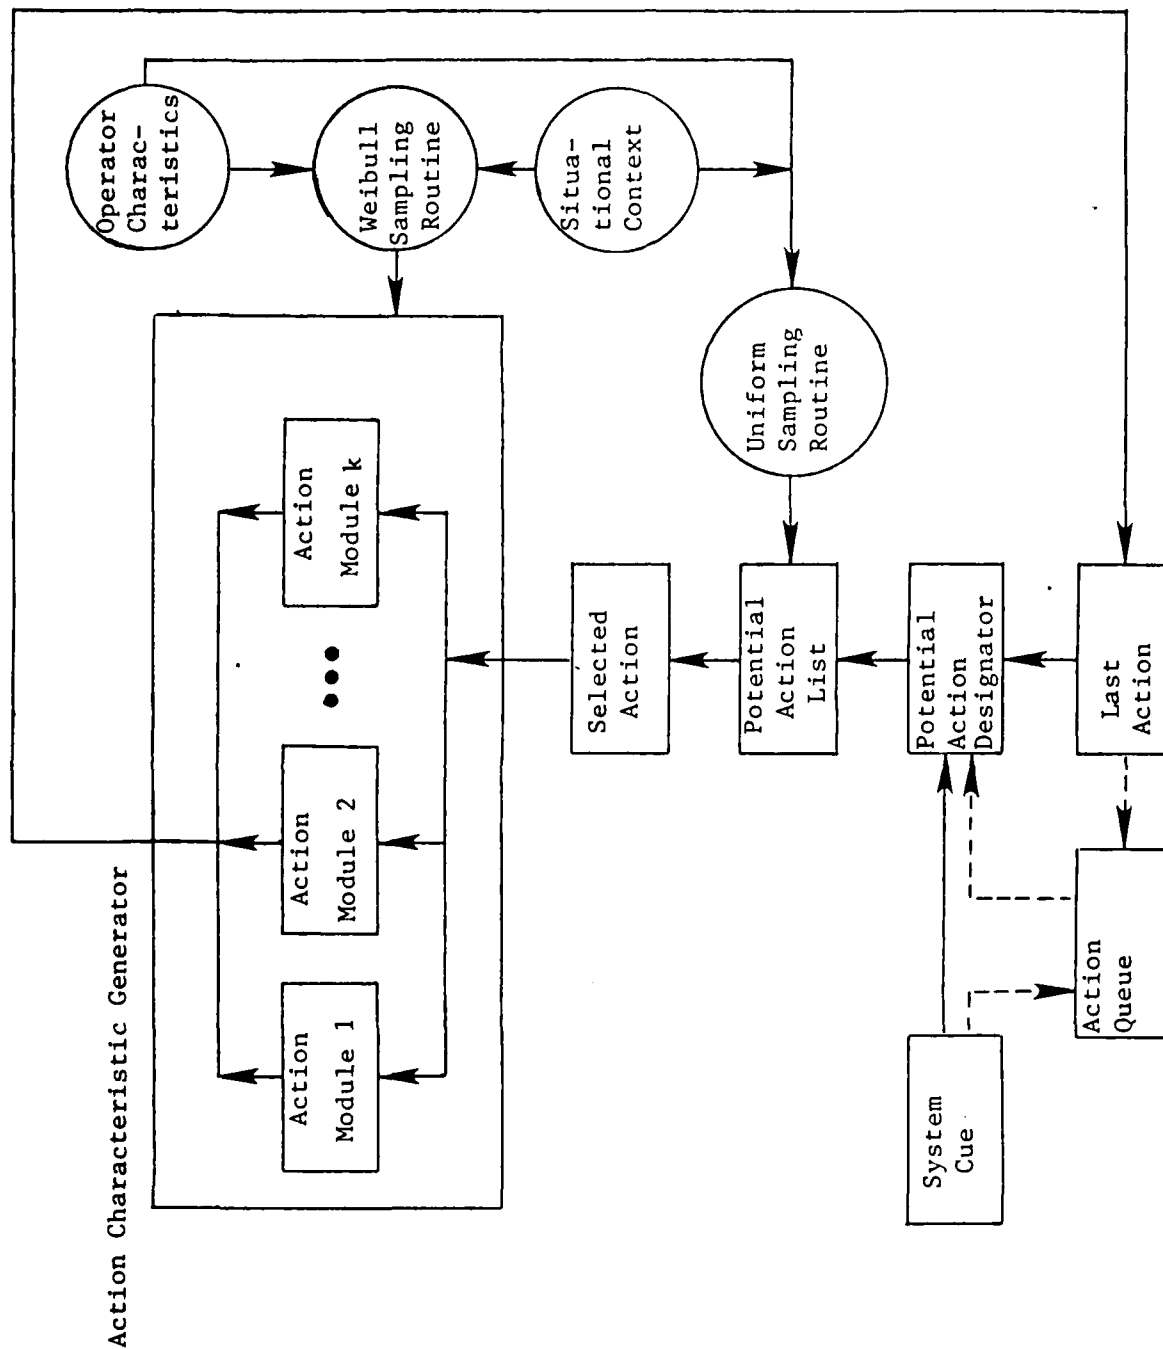 Action Characteristic Generator
Action
Module 1
Action
Module 2
Action
Module k
Operator
Charac-
teristics
Weibull
Sampling
Routine
Situa-
tional
Context
Uniform
Sampling
Routine
Selected
Action
Potential
Action
List
Potential
Action
Designator
Last
Action
System
Cue
Action
Queue